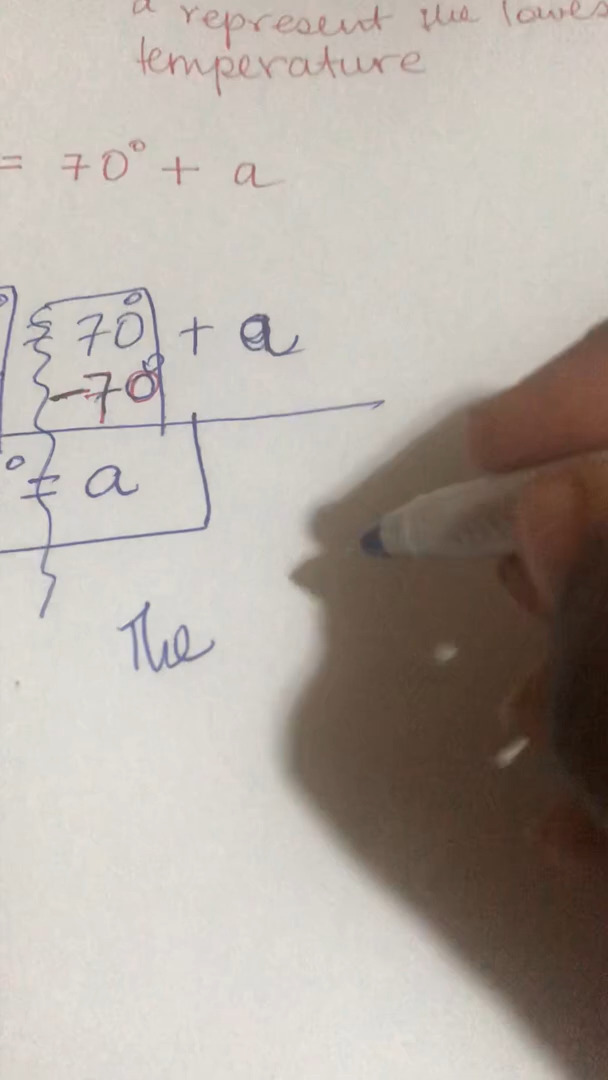 a represent the lowes
temperature
= 70° + a
= 70° + a
-70°
° = a
The